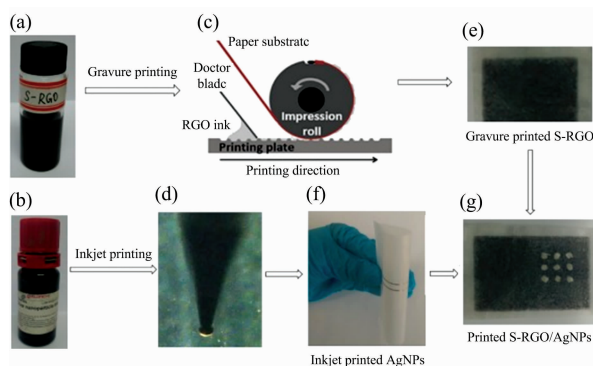 (a)
S-RGO
Gravure printing
(c)
Paper substratc
Doctor
bladc
RGO ink
Impression
roll
Printing plate
Printing direction
(e)
Gravure printed S-RGO
(b)
Inkjet printing
(d)
(f)
Inkjet printed AgNPs
(g)
Printed S-RGO/AgNPs